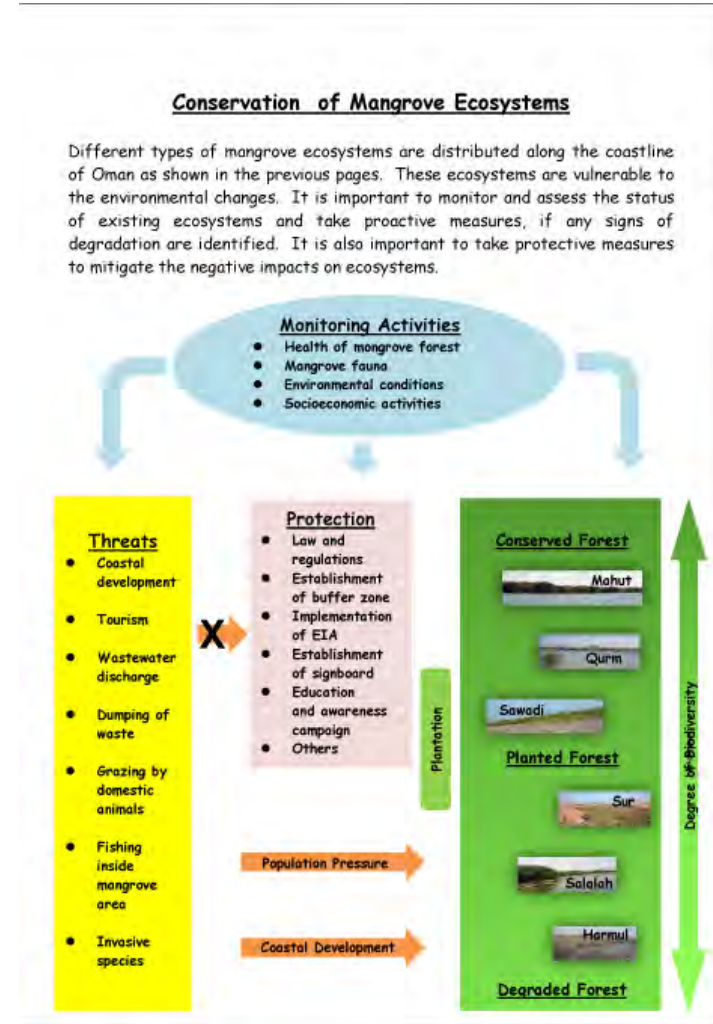 Conservation of Mangrove Ecosystems
Different types of mangrove ecosystems are distributed along the coastline
of Oman as shown in the previous pages. These ecosystems are vulnerable to
the environmental changes. It is important to monitor and assess the status
of existing ecosystems and take proactive measures, if any signs of
degradation are identified. It is also important to take protective measures
to mitigate the negative impacts on ecosystems.
Monitoring Activities
● Health of mongrove forest
● Mangrove fauna
● Environmental conditions
● Socioeconomic activities
Threats
● Coastal
development
● Tourism
● Wastewater
discharge
● Dumping of
waste
● Grazing by
domestic
animals
● Fishing
inside
mangrove
area
● Invasive
species
X
Protection
● Law and
regulations
● Establishment
of buffer zone
● Implementation
of EIA
● Establishment
of signboard
● Education
and awareness
campaign
● Others
Plantation
Population Pressure
Coastal Development
Conserved Forest
Mahut
Qurm
Sawadi
Planted Forest
Sur
Salalah
Harmul
Degraded Forest
Degree of Biodiversity